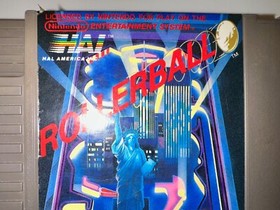 LICENSED BY NINTENDO FOR PLAY ON THE
Nintendo ENTERTAINMENT SYSTEM
HAL
HAL AMERICA INC.
ROLLERBALL
TM